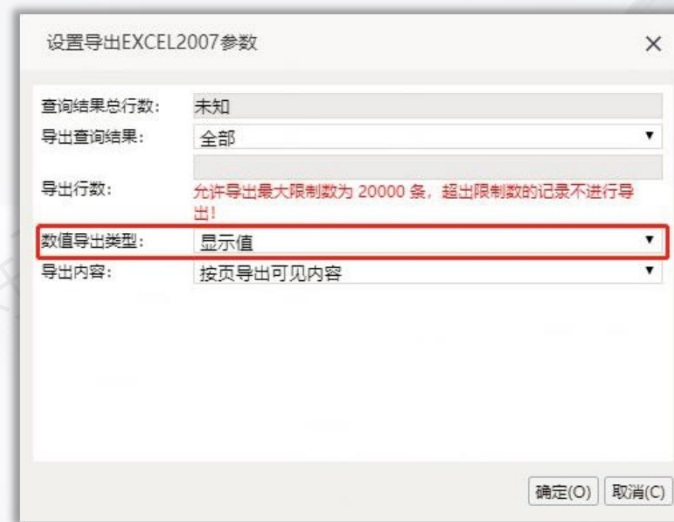 设置导出EXCEL2007参数
查询结果总行数: 未知
导出查询结果: 全部
导出行数: 允许导出最大限制数为 20000 条，超出限制数的记录不进行导
出!
数值导出类型: 显示值
导出内容: 按页导出可见内容
确定(O) 取消(C)